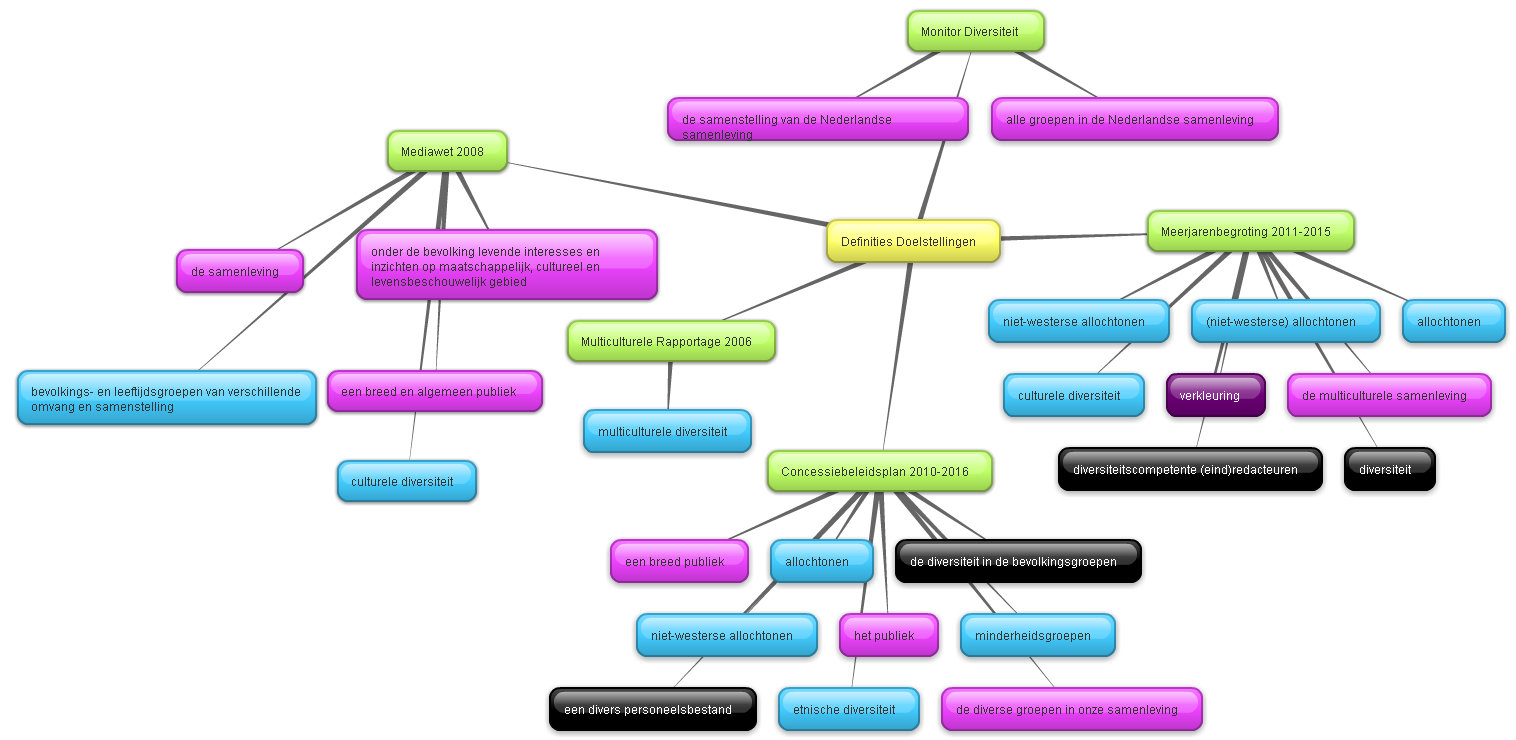 Monitor Diversiteit
de samenstelling van de Nederlandse
samenleving
alle groepen in de Nederlandse samenleving
Mediawet 2008
de samenleving
onder de bevolking levende interesses en
inzichten op maatschappelijk, cultureel en
levensbeschouwelijk gebied
bevolkings- en leeftijdsgroepen van verschillende
omvang en samenstelling
een breed en algemeen publiek
culturele diversiteit
Definities Doelstellingen
Multiculturele Rapportage 2006
multiculturele diversiteit
Meerjarenbegroting 2011-2015
niet-westerse allochtonen
(niet-westerse) allochtonen
allochtonen
culturele diversiteit
verkleuring
de multiculturele samenleving
diversiteitscompetente (eind)redacteuren
diversiteit
Concessiebeleidsplan 2010-2016
een breed publiek
allochtonen
de diversiteit in de bevolkingsgroepen
niet-westerse allochtonen
het publiek
minderheidsgroepen
een divers personeelsbestand
etnische diversiteit
de diverse groepen in onze samenleving